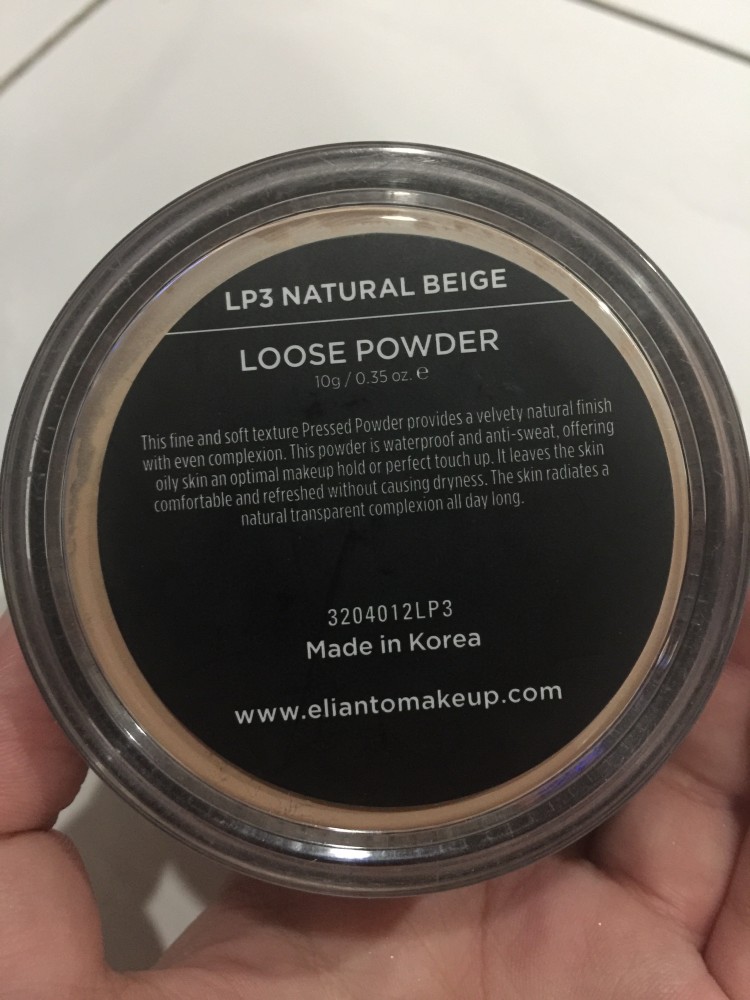 LP3 NATURAL BEIGE
LOOSE POWDER
10g / 0.35 oz. e
This fine and soft texture Pressed Powder provides a velvety natural finish
with even complexion. This powder is waterproof and anti-sweat, offering
oily skin an optimal makeup hold or perfect touch up. It leaves the skin
comfortable and refreshed without causing dryness. The skin radiates a
natural transparent complexion all day long.
3204012LP3
Made in Korea
www.eliantomakeup.com